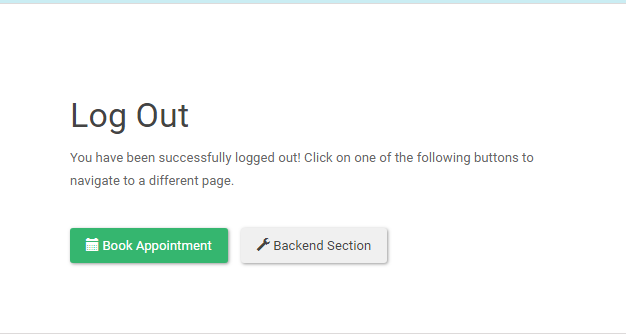 Log Out
You have been successfully logged out! Click on one of the following buttons to
navigate to a different page.
Book Appointment
Backend Section